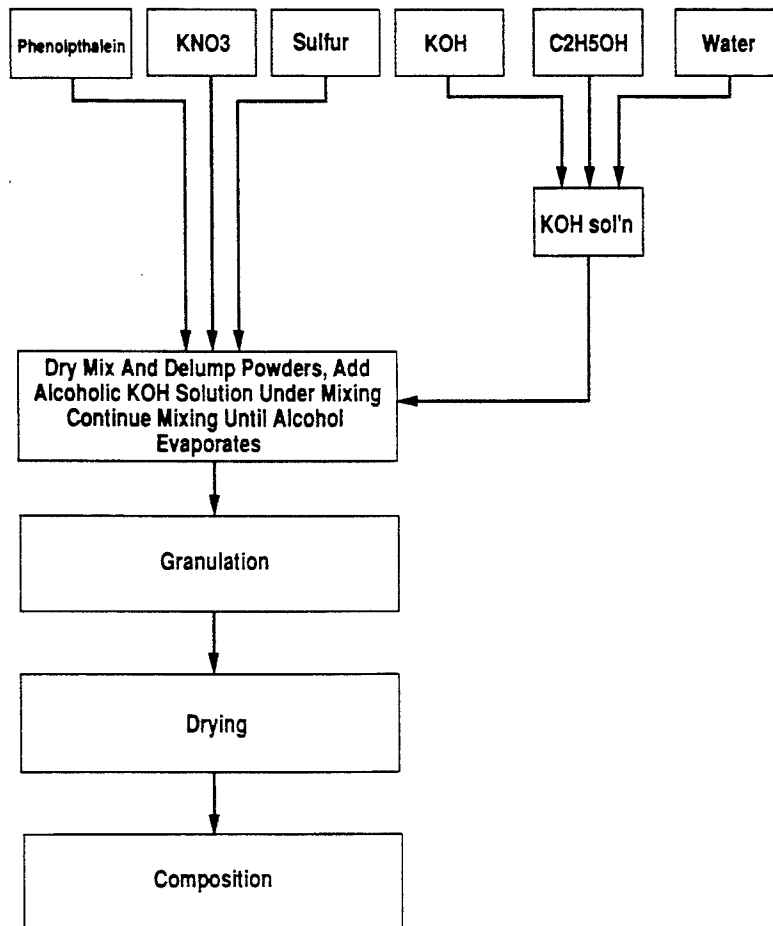 Phenolpthalein
KNO3
Sulfur
KOH
C2H5OH
Water
KOH sol'n
Dry Mix And Delump Powders, Add
Alcoholic KOH Solution Under Mixing
Continue Mixing Until Alcohol
Evaporates
Granulation
Drying
Composition